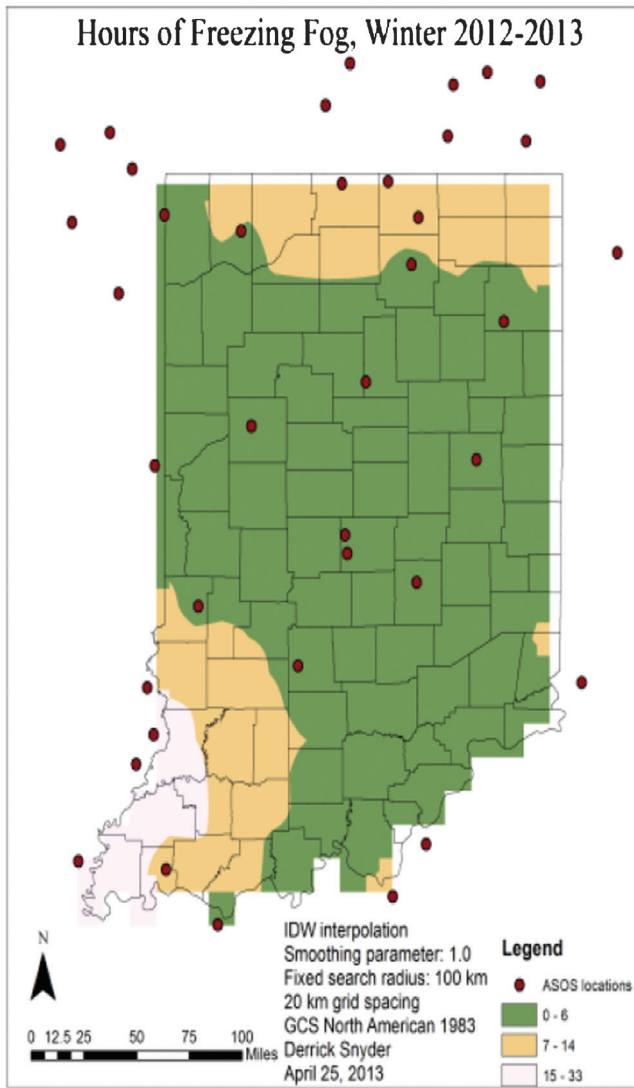 Hours of Freezing Fog, Winter 2012-2013
IDW interpolation
Smoothing parameter: 1.0
Fixed search radius: 100 km
20 km grid spacing
GCS North American 1983
Derrick Snyder
April 25, 2013
Legend
ASOS locations
0 - 6
7 - 14
15 - 33
N
0 12.5 25 50 75 100
Miles